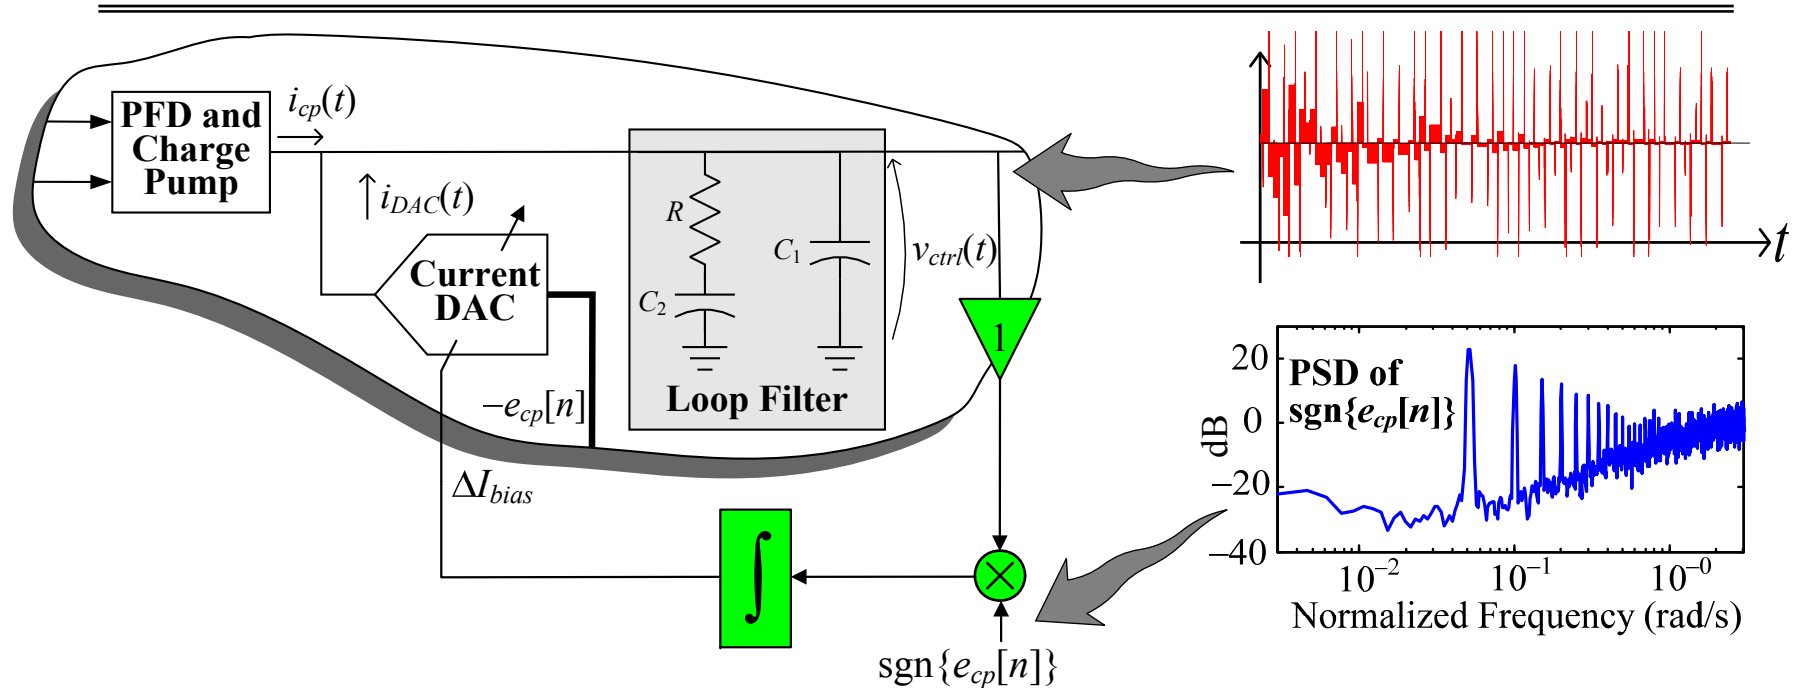 PFD and
Charge
Pump
i_cp(t)
i_DAC(t)
Current
DAC
−e_cp[n]
ΔI_bias
R
C_2
C_1
v_ctrl(t)
Loop Filter
1
∫
×
sgn{e_cp[n]}
t
PSD of
sgn{e_cp[n]}
dB
20
0
−20
−40
10^−2
10^−1
10^−0
Normalized Frequency (rad/s)